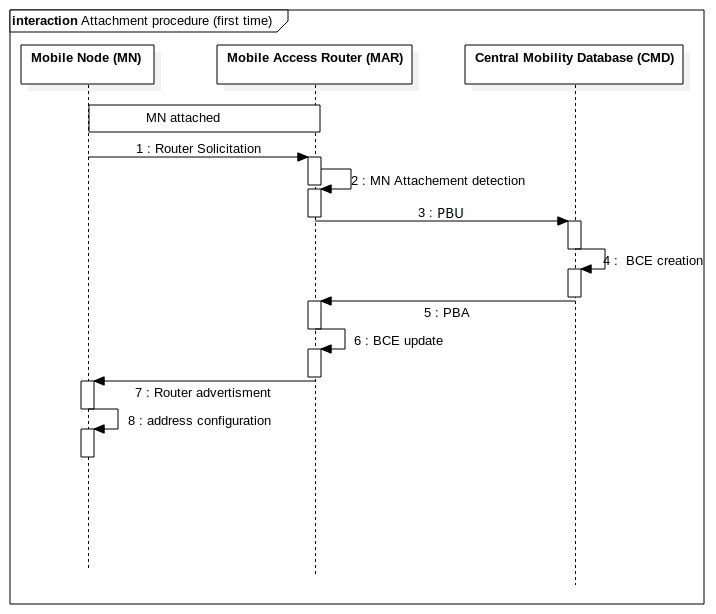 interaction Attachment procedure (first time)
Mobile Node (MN)
Mobile Access Router (MAR)
Central Mobility Database (CMD)
MN attached
1 : Router Solicitation
2 : MN Attachement detection
3 : PBU
4 :  BCE creation
5 : PBA
6 : BCE update
7 : Router advertisment
8 : address configuration